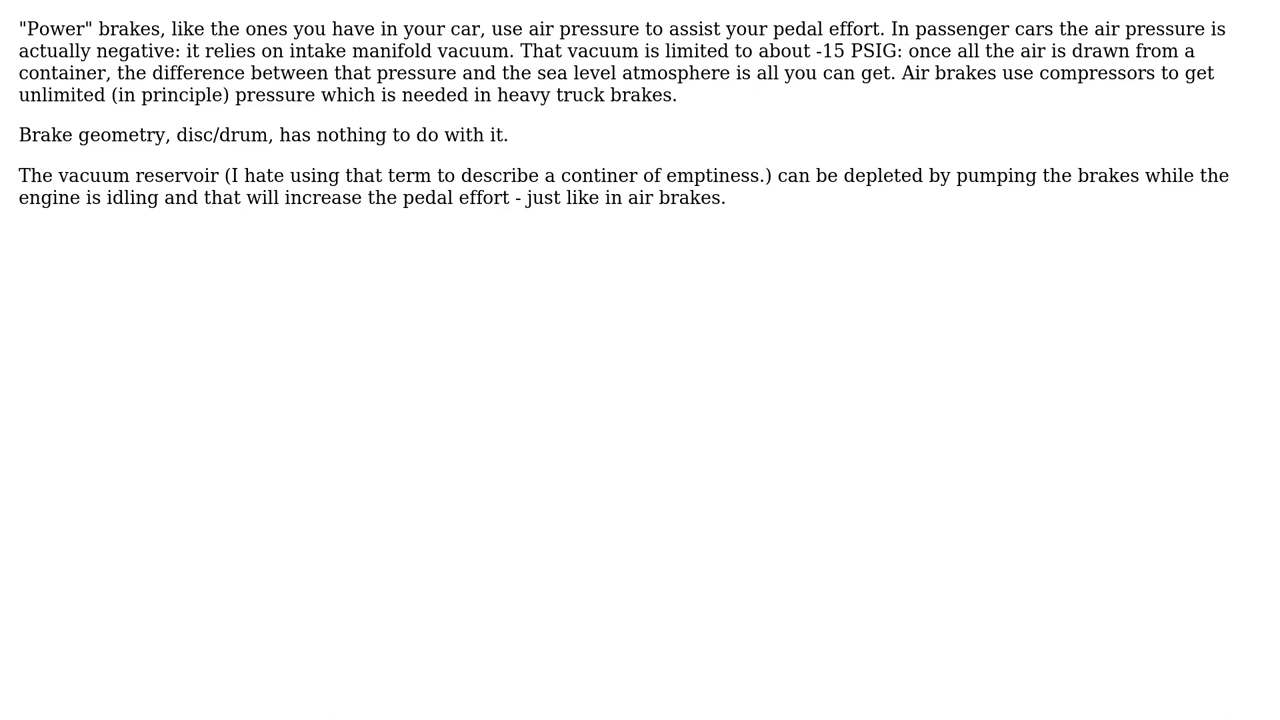 "Power" brakes, like the ones you have in your car, use air pressure to assist your pedal effort. In passenger cars the air pressure is
actually negative: it relies on intake manifold vacuum. That vacuum is limited to about -15 PSIG: once all the air is drawn from a
container, the difference between that pressure and the sea level atmosphere is all you can get. Air brakes use compressors to get
unlimited (in principle) pressure which is needed in heavy truck brakes.
Brake geometry, disc/drum, has nothing to do with it.
The vacuum reservoir (I hate using that term to describe a continer of emptiness.) can be depleted by pumping the brakes while the
engine is idling and that will increase the pedal effort - just like in air brakes.